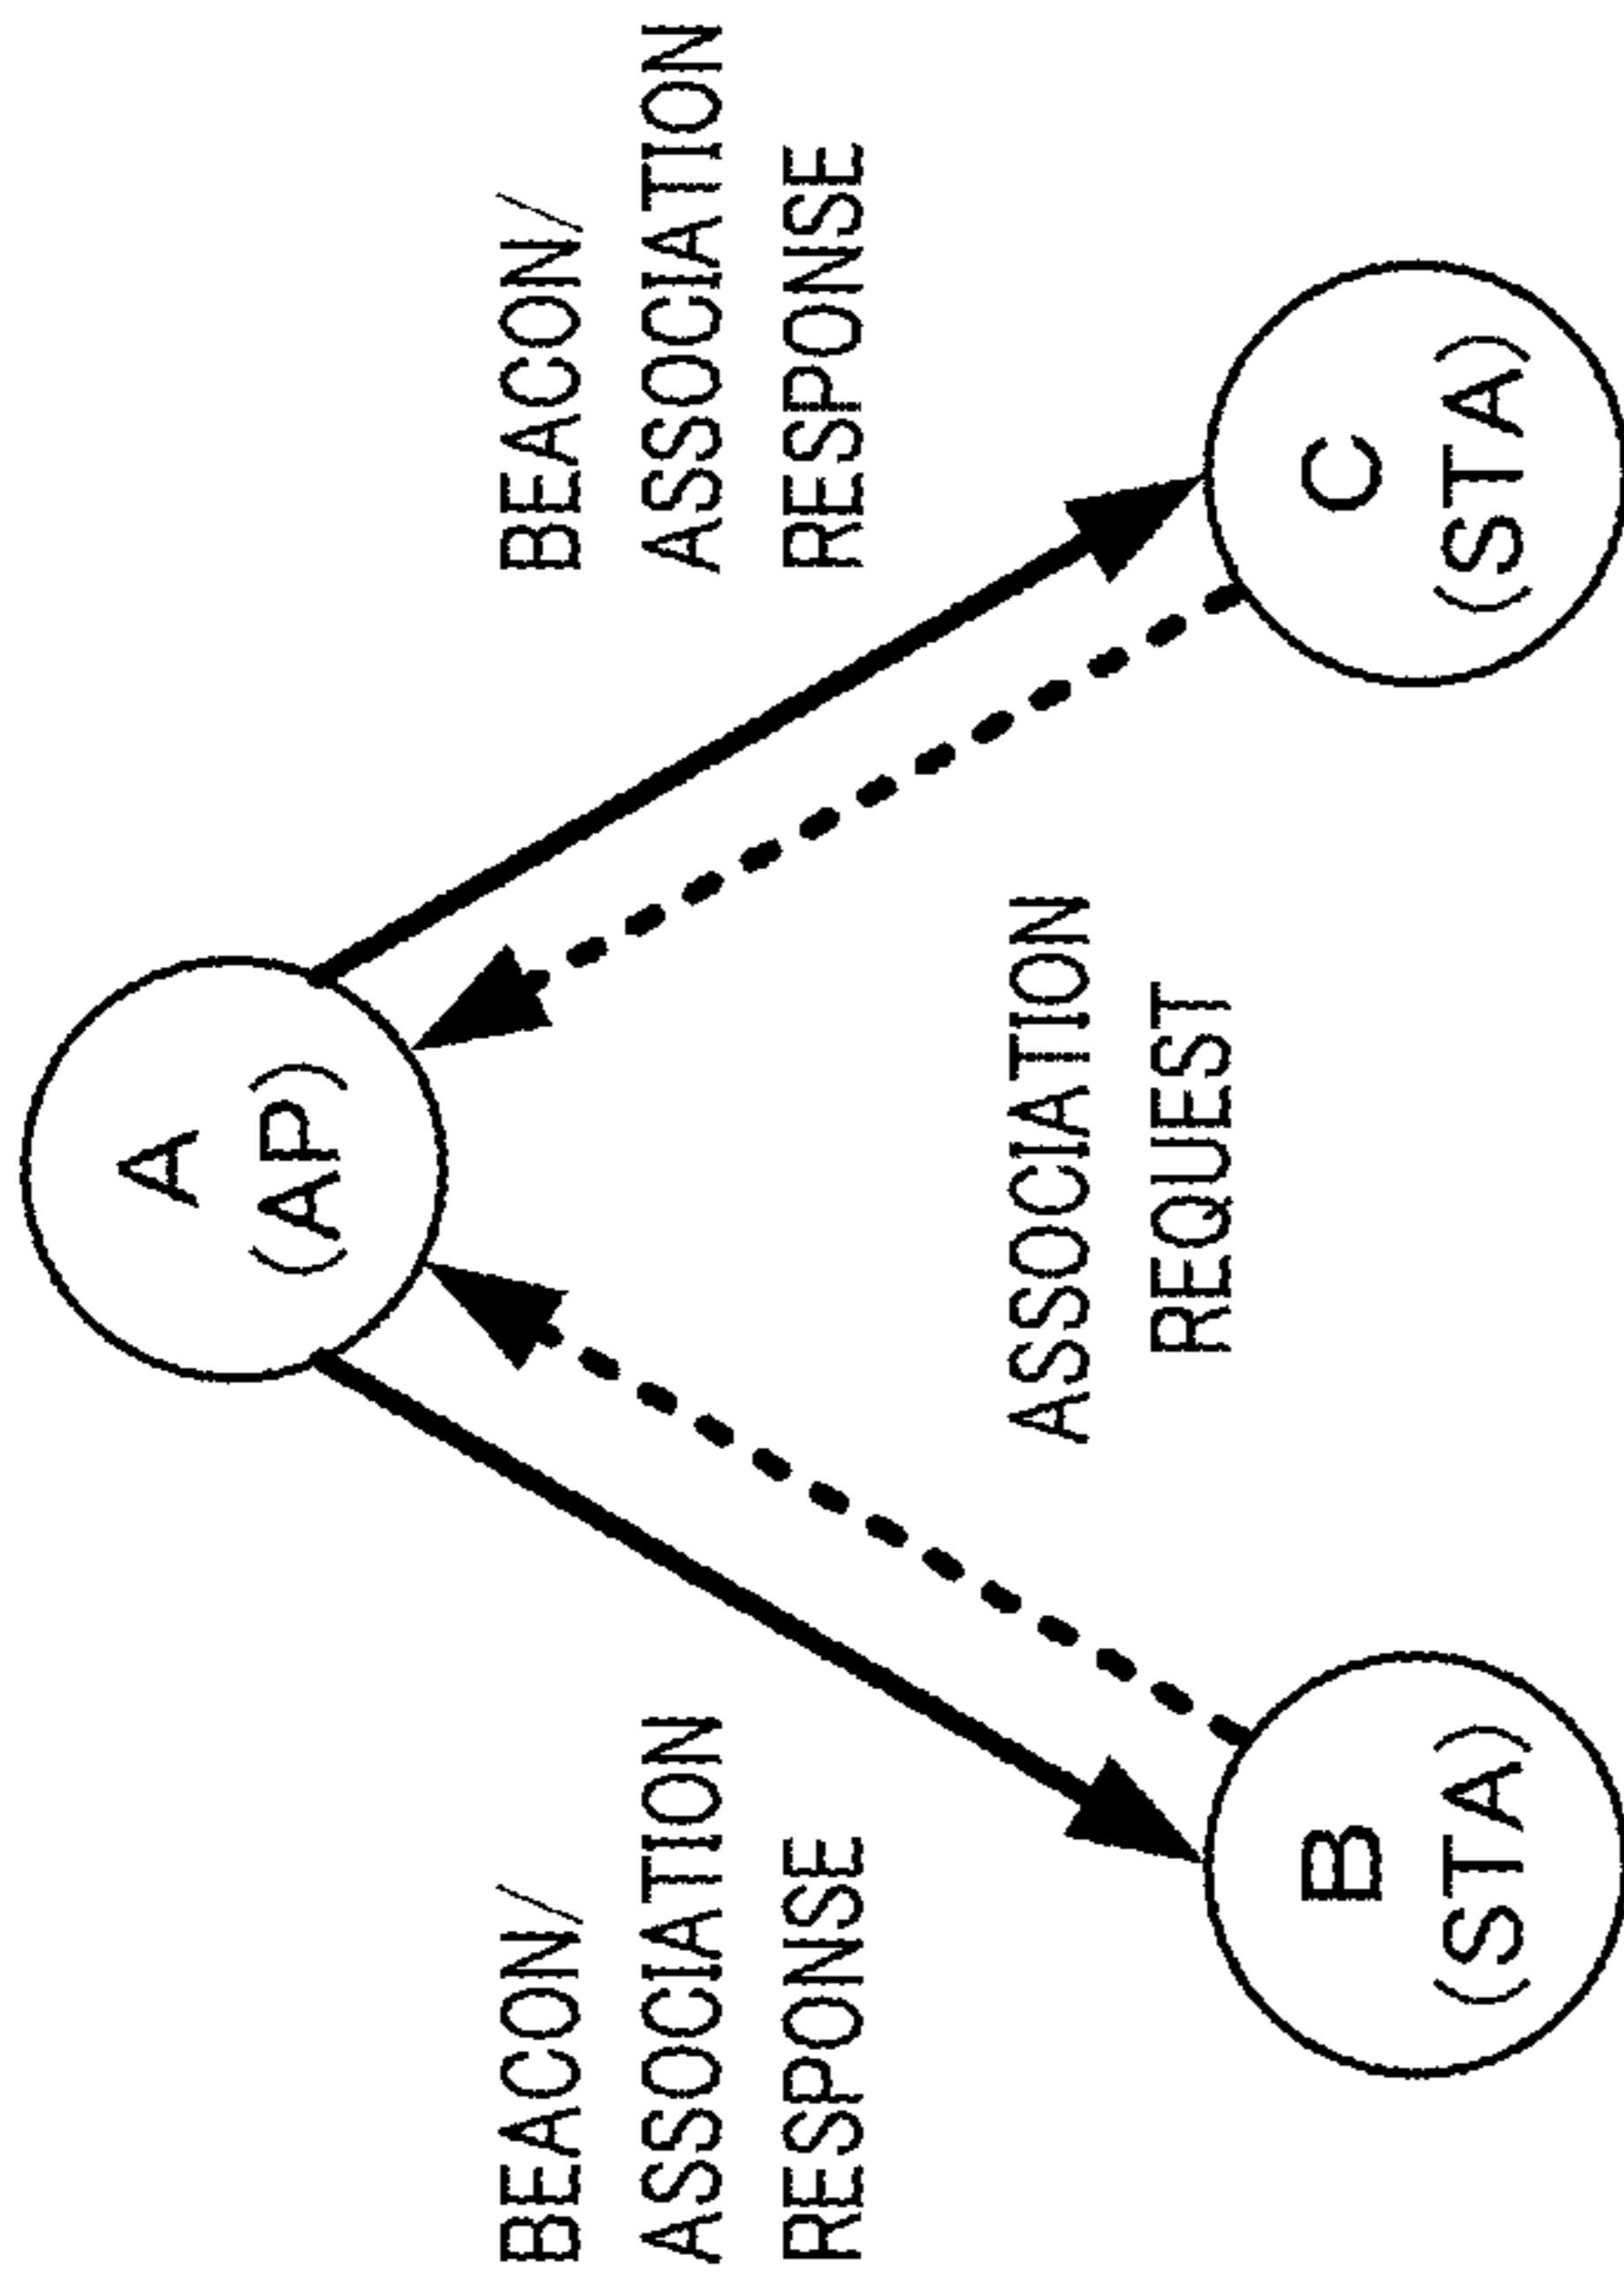 A
(AP)
BEACON/
ASSOCIATION
RESPONSE
BEACON/
ASSOCIATION
RESPONSE
ASSOCIATION
REQUEST
B
(STA)
C
(STA)